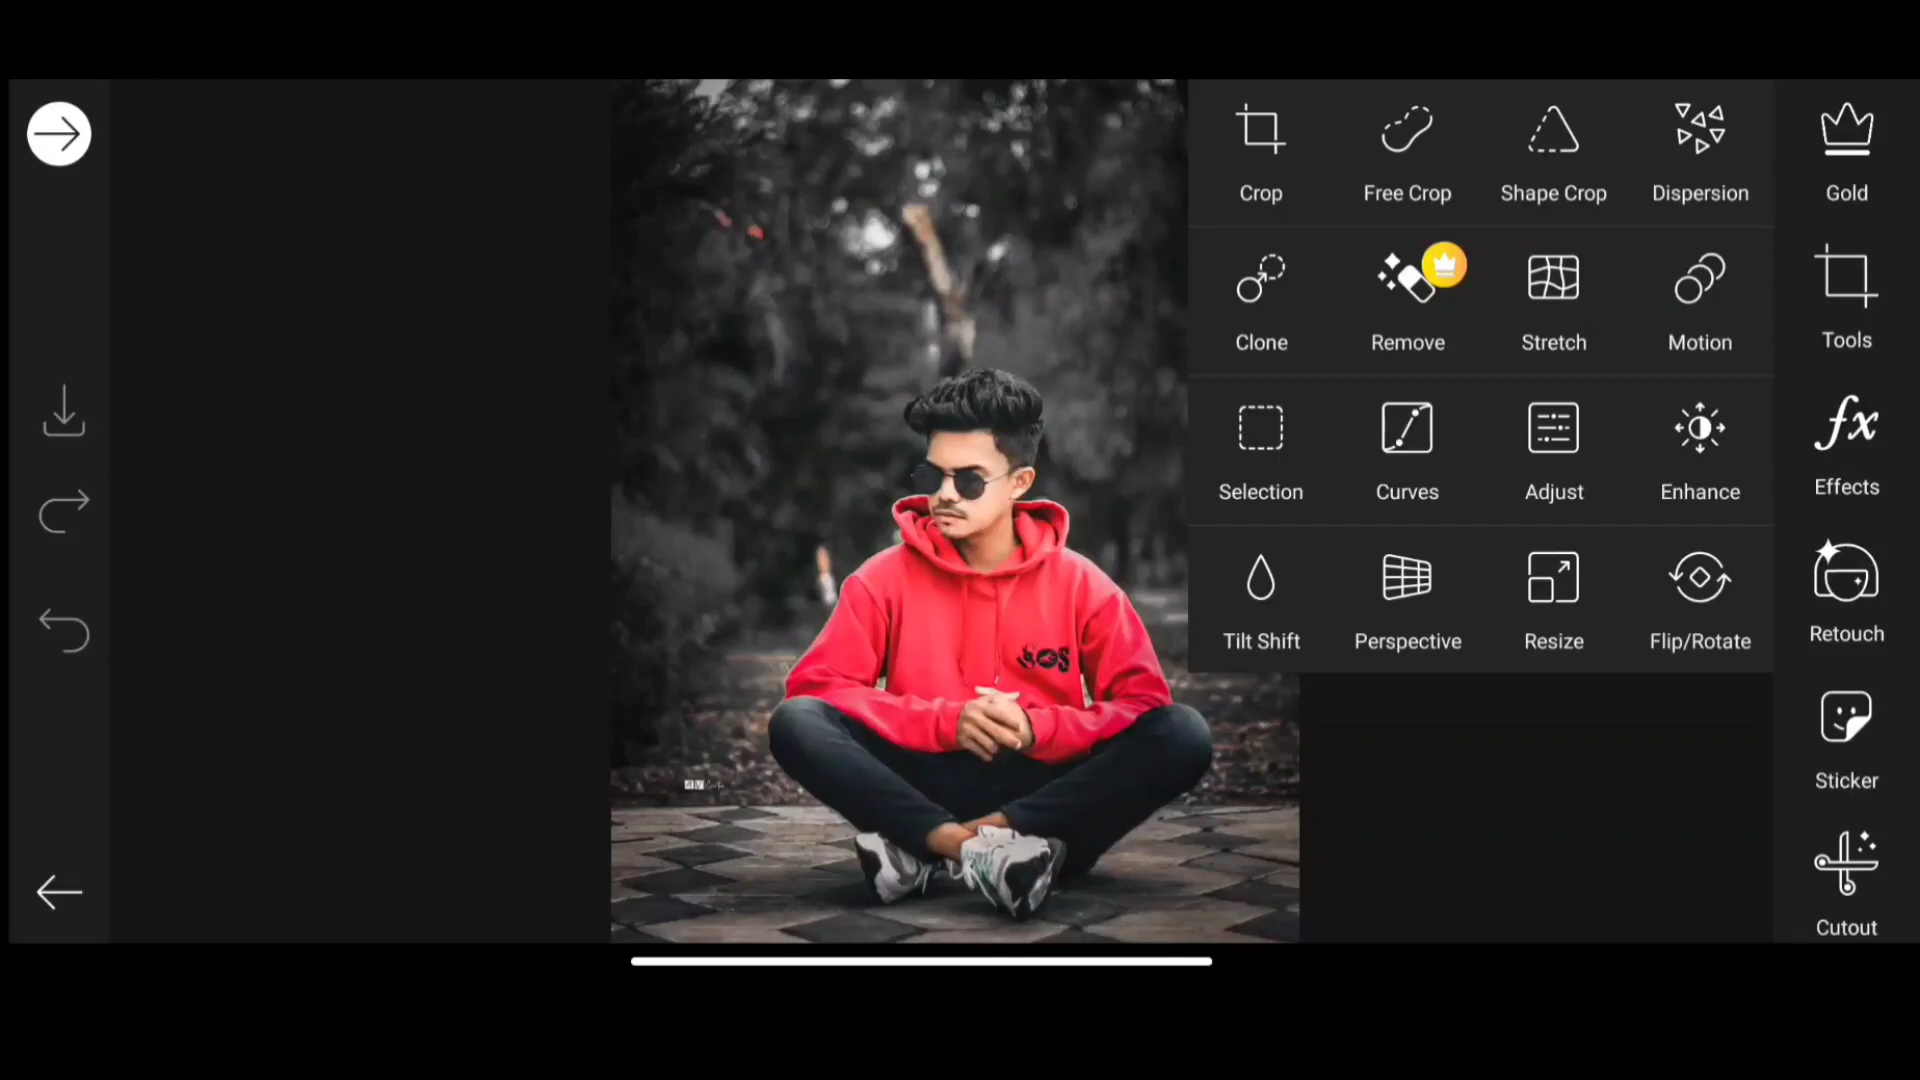 Crop Free Crop Shape Crop Dispersion Gold
Clone Remove Stretch Motion Tools
Selection Curves Adjust Enhance Effects
Tilt Shift Perspective Resize Flip/Rotate Retouch
Sticker
Cutout